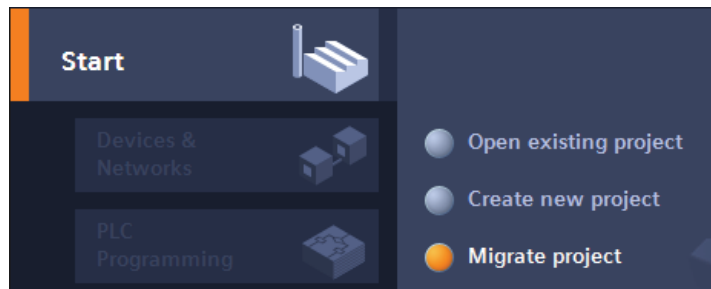 Start
Devices &
Networks
PLC
Programming
Open existing project
Create new project
Migrate project